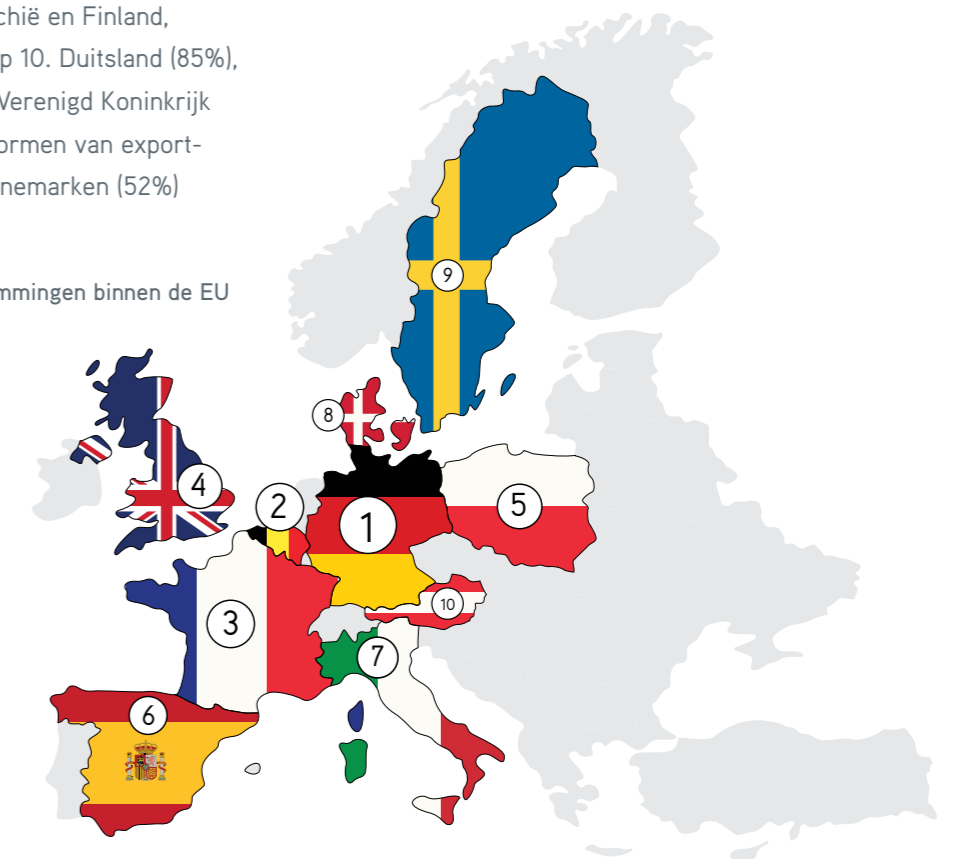 chië en Finland,
p 10. Duitsland (85%),
Verenigd Koninkrijk
ormen van export-
nemarken (52%)
mmingen binnen de EU
9
8
4
2
1
5
10
3
7
6